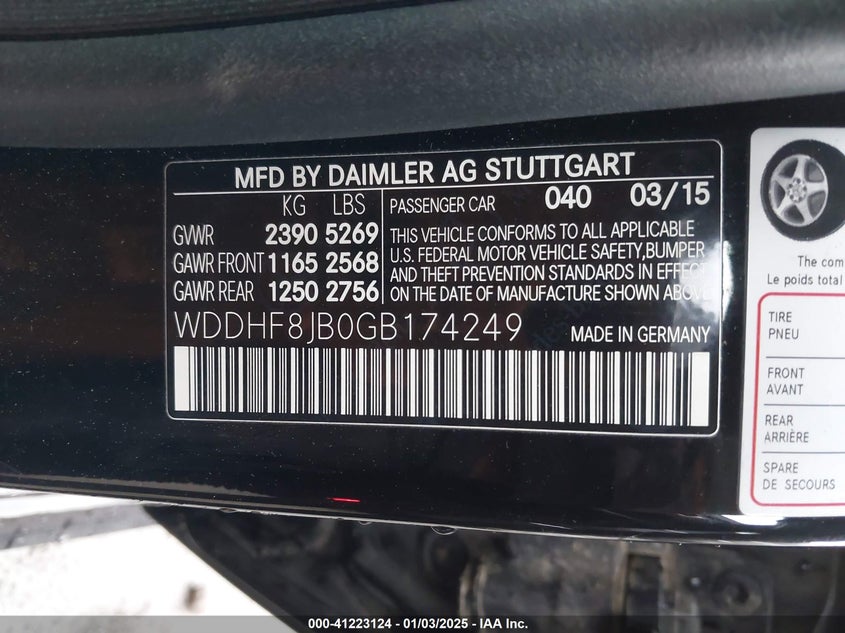 MFD BY DAIMLER AG STUTTGART
KG LBS
GVWR 2390 5269
GAWR FRONT 1165 2568
GAWR REAR 1250 2756
PASSENGER CAR 040 03/15
THIS VEHICLE CONFORMS TO ALL APPLICABLE
U.S. FEDERAL MOTOR VEHICLE SAFETY,BUMPER
AND THEFT PREVENTION STANDARDS IN EFFECT
ON THE DATE OF MANUFACTURE SHOWN ABOVE
WDDHF8JB0GB174249 MADE IN GERMANY
The com
Le poids total
TIRE
PNEU
FRONT
AVANT
REAR
ARRIÈRE
SPARE
DE SECOURS
000-41223124 - 01/03/2025 - IAA Inc.